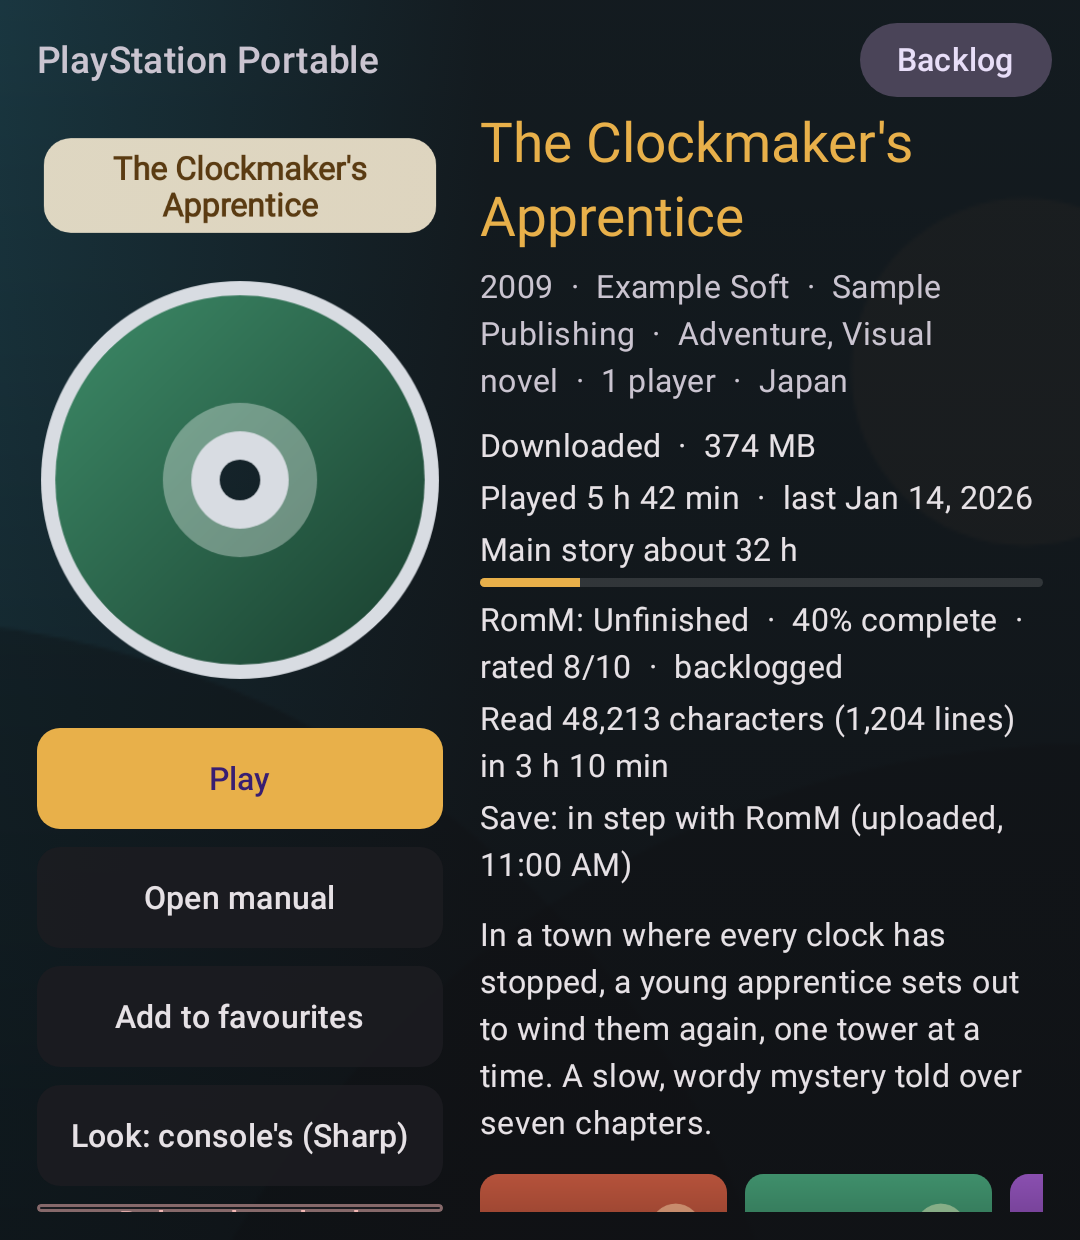 PlayStation Portable
Backlog
The Clockmaker's
Apprentice
Play
Open manual
Add to favourites
Look: console's (Sharp)
The Clockmaker's
Apprentice
2009 · Example Soft · Sample
Publishing · Adventure, Visual
novel · 1 player · Japan
Downloaded · 374 MB
Played 5 h 42 min · last Jan 14, 2026
Main story about 32 h
RomM: Unfinished · 40% complete ·
rated 8/10 · backlogged
Read 48,213 characters (1,204 lines)
in 3 h 10 min
Save: in step with RomM (uploaded,
11:00 AM)
In a town where every clock has
stopped, a young apprentice sets out
to wind them again, one tower at a
time. A slow, wordy mystery told over
seven chapters.